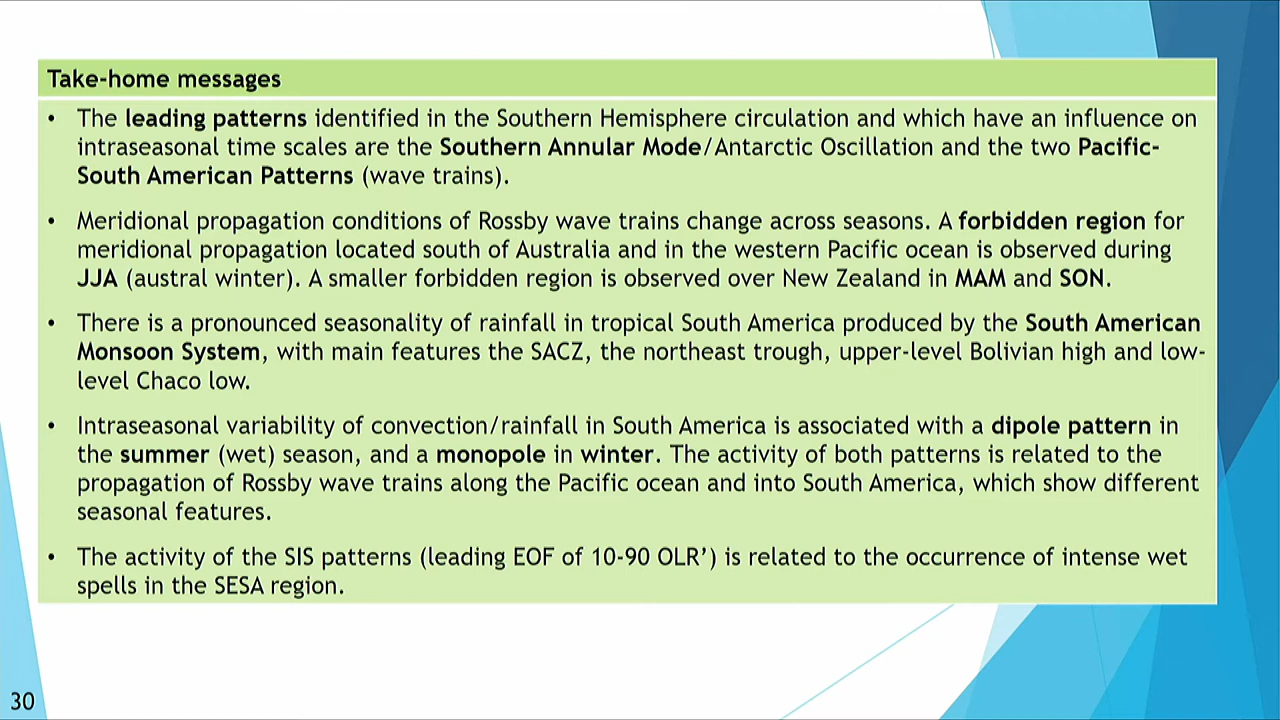 Take-home messages
• The leading patterns identified in the Southern Hemisphere circulation and which have an influence on
intraseasonal time scales are the Southern Annular Mode/Antarctic Oscillation and the two Pacific-
South American Patterns (wave trains).
• Meridional propagation conditions of Rossby wave trains change across seasons. A forbidden region for
meridional propagation located south of Australia and in the western Pacific ocean is observed during
JJA (austral winter). A smaller forbidden region is observed over New Zealand in MAM and SON.
• There is a pronounced seasonality of rainfall in tropical South America produced by the South American
Monsoon System, with main features the SACZ, the northeast trough, upper-level Bolivian high and low-
level Chaco low.
• Intraseasonal variability of convection/rainfall in South America is associated with a dipole pattern in
the summer (wet) season, and a monopole in winter. The activity of both patterns is related to the
propagation of Rossby wave trains along the Pacific ocean and into South America, which show different
seasonal features.
• The activity of the SIS patterns (leading EOF of 10-90 OLR’) is related to the occurrence of intense wet
spells in the SESA region.
30